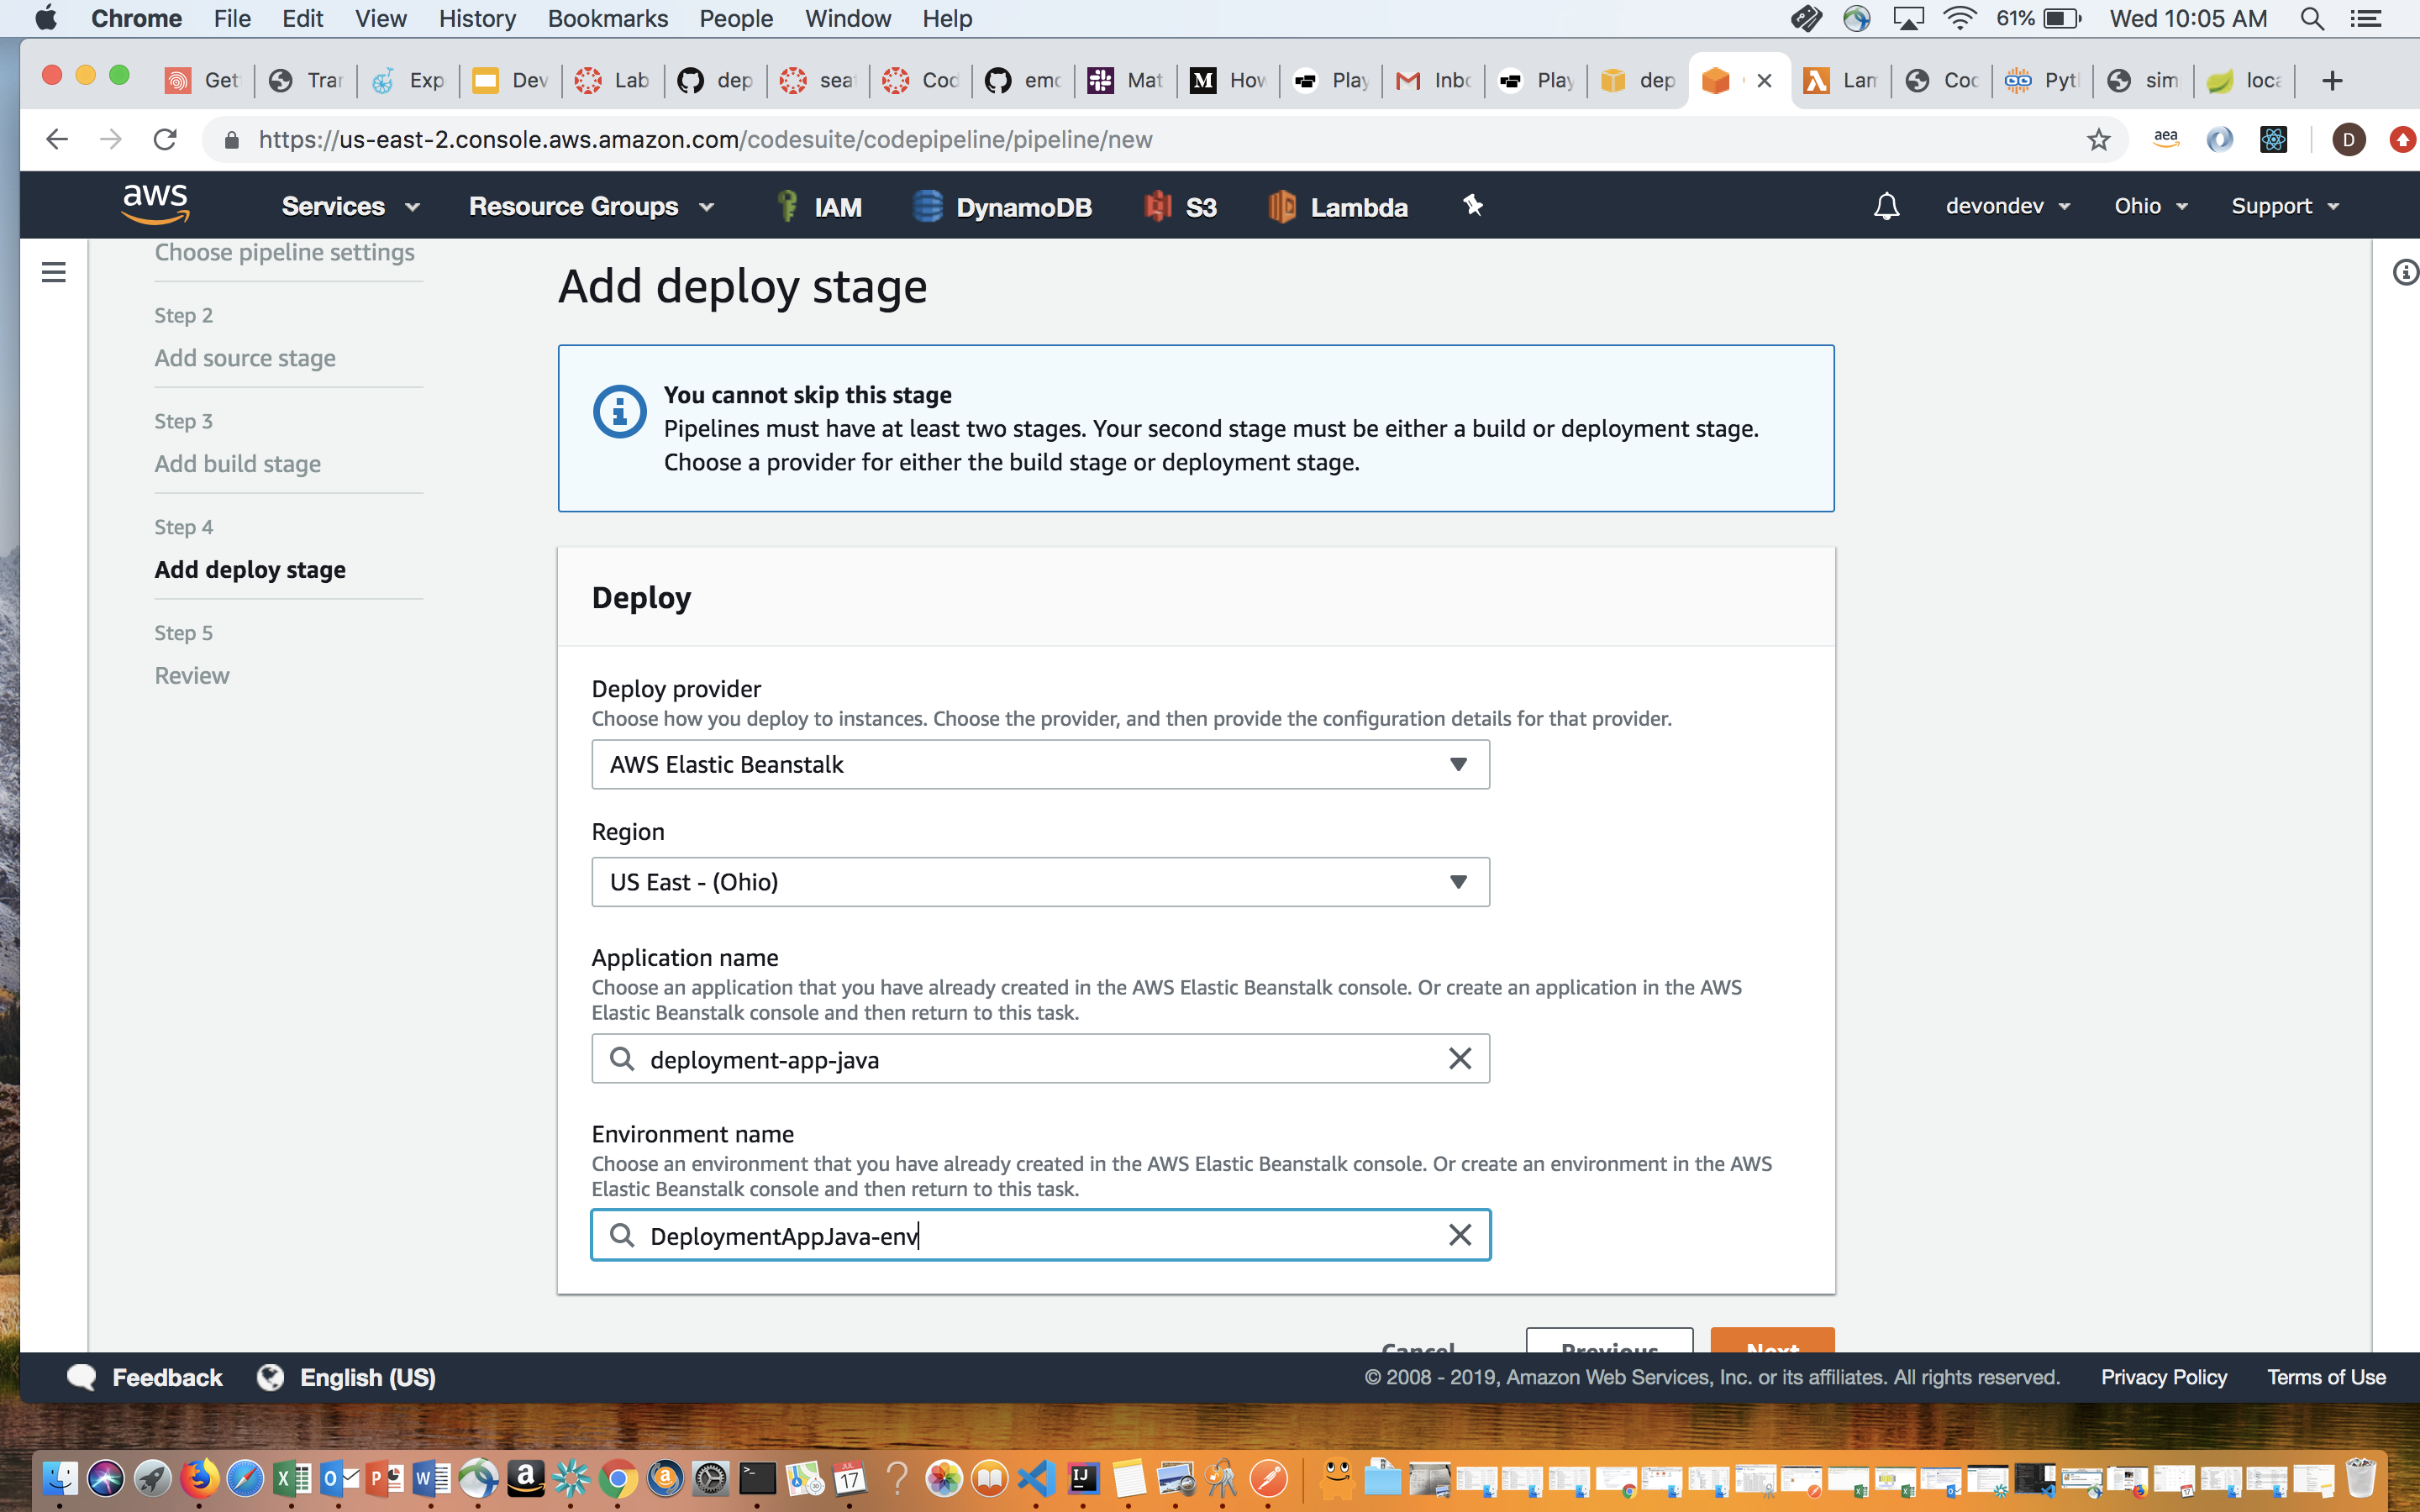 Chrome File Edit View History Bookmarks People Window Help 61% Wed 10:05 AM
Get Tra Exp Dev Lab dep sea Cod emo Mat M How Play Inbo Play dep Lam Coc Pyt sim loca
https://us-east-2.console.aws.amazon.com/codesuite/codepipeline/pipeline/new aea D
aws Services Resource Groups IAM DynamoDB S3 Lambda devondev Ohio Support
Choose pipeline settings
Step 2
Add source stage
Step 3
Add build stage
Step 4
Add deploy stage
Step 5
Review
Add deploy stage
You cannot skip this stage
Pipelines must have at least two stages. Your second stage must be either a build or deployment stage.
Choose a provider for either the build stage or deployment stage.
Deploy
Deploy provider
Choose how you deploy to instances. Choose the provider, and then provide the configuration details for that provider.
AWS Elastic Beanstalk
Region
US East - (Ohio)
Application name
Choose an application that you have already created in the AWS Elastic Beanstalk console. Or create an application in the AWS
Elastic Beanstalk console and then return to this task.
deployment-app-java
Environment name
Choose an environment that you have already created in the AWS Elastic Beanstalk console. Or create an environment in the AWS
Elastic Beanstalk console and then return to this task.
DeploymentAppJava-env
Cancel Previous Next
Feedback English (US) © 2008 - 2019, Amazon Web Services, Inc. or its affiliates. All rights reserved. Privacy Policy Terms of Use
JUL
17